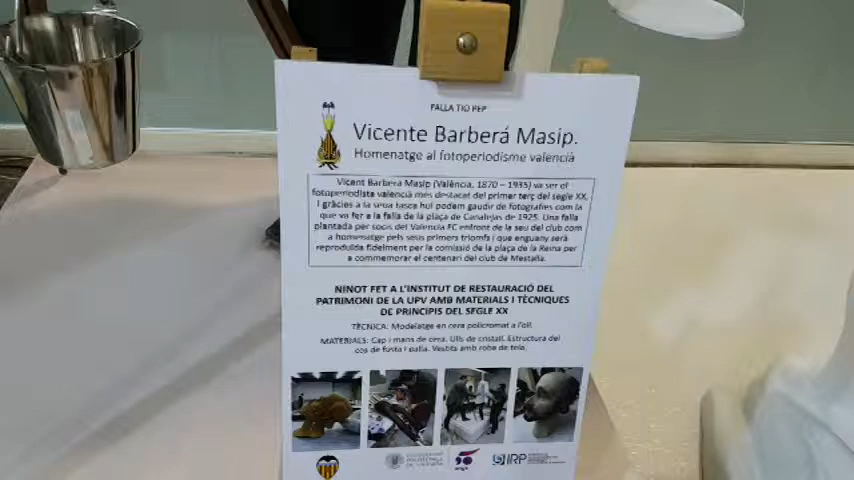 FALLA TIO PEP
Vicente Barberá Masip.
Homenatge al fotoperiodisme valencià
Vicent Barberá Masip (València, 1870 – 1935) va ser el
fotoperiodista valencià més destacat del primer terç del segle XX.
I gràcies a la seua tasca hui podem gaudir de fotografies com la
que va fer a la falla de la plaça de Canalejas de 1925. Una falla
plantada per socis del Valencia FC enfront de la seu del club com
a homenatge pels seus primers triomfs i que enguany serà
reproduïda fidelment per la comissió de la plaça de la Reina per
a commemorar el centenari del club de Mestalla.
NINOT FET A L'INSTITUT DE RESTAURACIÓ DEL
PATRIMONI DE LA UPV AMB MATERIALS I TÈCNIQUES
DE PRINCIPIS DEL SEGLE XX
TÈCNICA: Modelatge en cera policromat a l'oli.
MATERIALS: Cap i mans de cera. Ulls de cristall. Estructura del
cos de fusta i palla. Vestits amb roba de tela.
UNIVERSITAT
POLITÈCNICA
DE VALÈNCIA
IRP